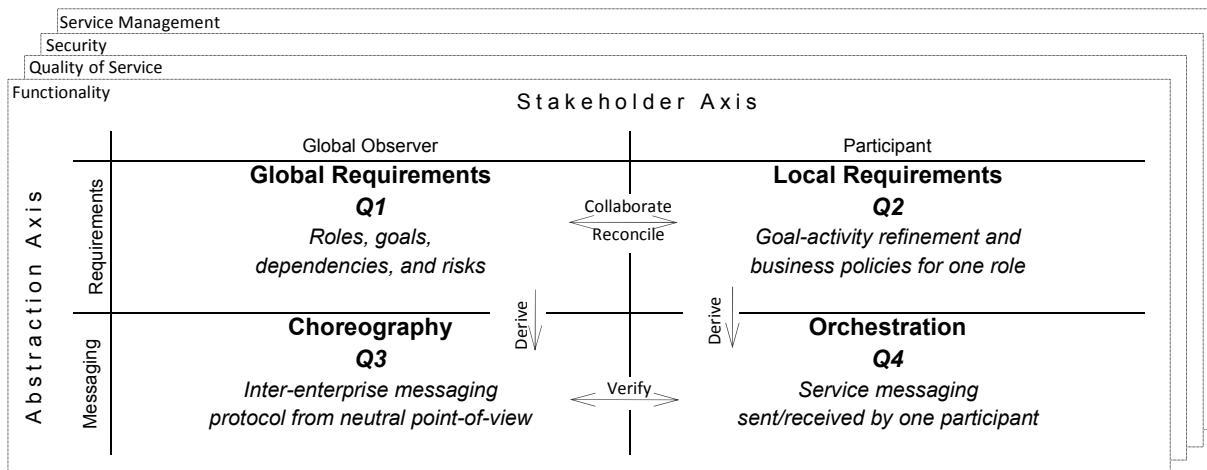 Service Management
Security
Quality of Service
Functionality
Stakeholder Axis
Global Observer
Participant
Abstraction Axis
Requirements
Global Requirements
Q1
Roles, goals,
dependencies, and risks
Collaborate
Reconcile
Local Requirements
Q2
Goal-activity refinement and
business policies for one role
Derive
Derive
Messaging
Choreography
Q3
Inter-enterprise messaging
protocol from neutral point-of-view
Verify
Orchestration
Q4
Service messaging
sent/received by one participant